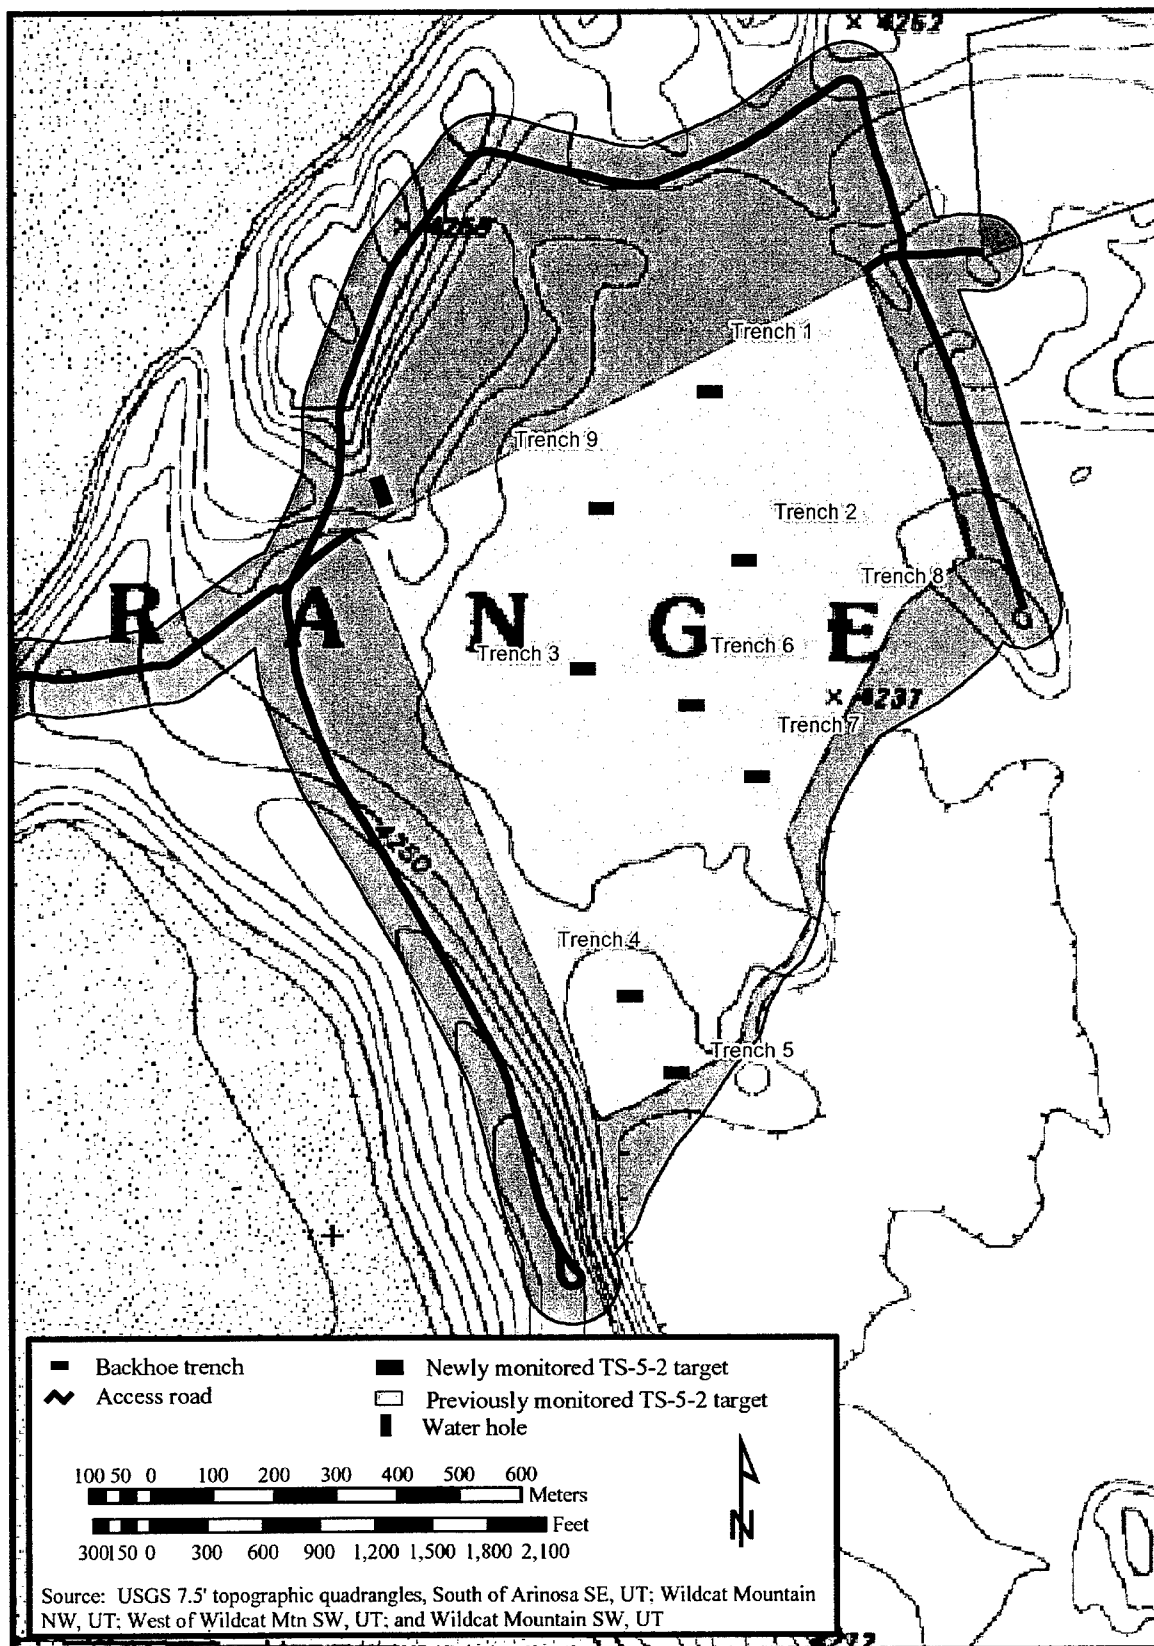 4262
4259
Trench 1
Trench 9
Trench 2
Trench 8
R A N G E
Trench 3
Trench 6
4237
Trench 7
4250
Trench 4
Trench 5
Backhoe trench
Newly monitored TS-5-2 target
Access road
Previously monitored TS-5-2 target
Water hole
100 50 0 100 200 300 400 500 600
Meters
Feet
300150 0 300 600 900 1,200 1,500 1,800 2,100
N
Source: USGS 7.5' topographic quadrangles, South of Arinosa SE, UT; Wildcat Mountain
NW, UT; West of Wildcat Mtn SW, UT; and Wildcat Mountain SW, UT